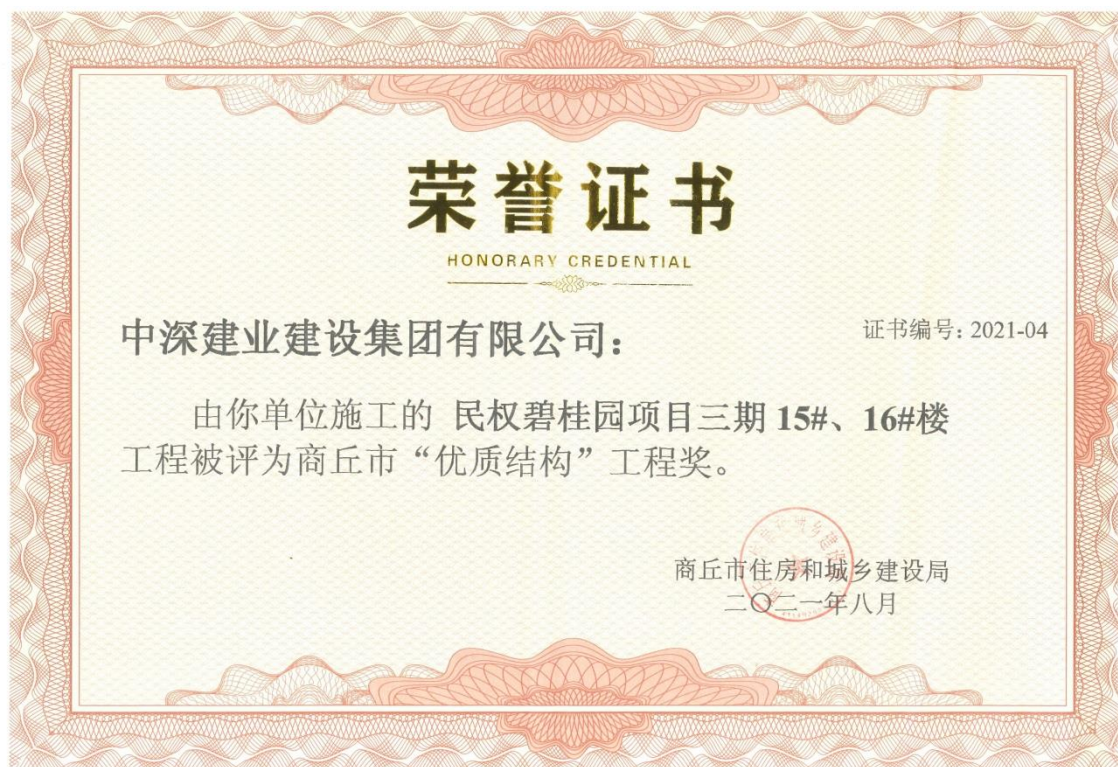 荣誉证书
HONORARY CREDENTIAL
中深建业建设集团有限公司：
证书编号: 2021-04
由你单位施工的 民权碧桂园项目三期 15#、16#楼
工程被评为商丘市“优质结构”工程奖。
商丘市住房和城乡建设局
二〇二一年八月